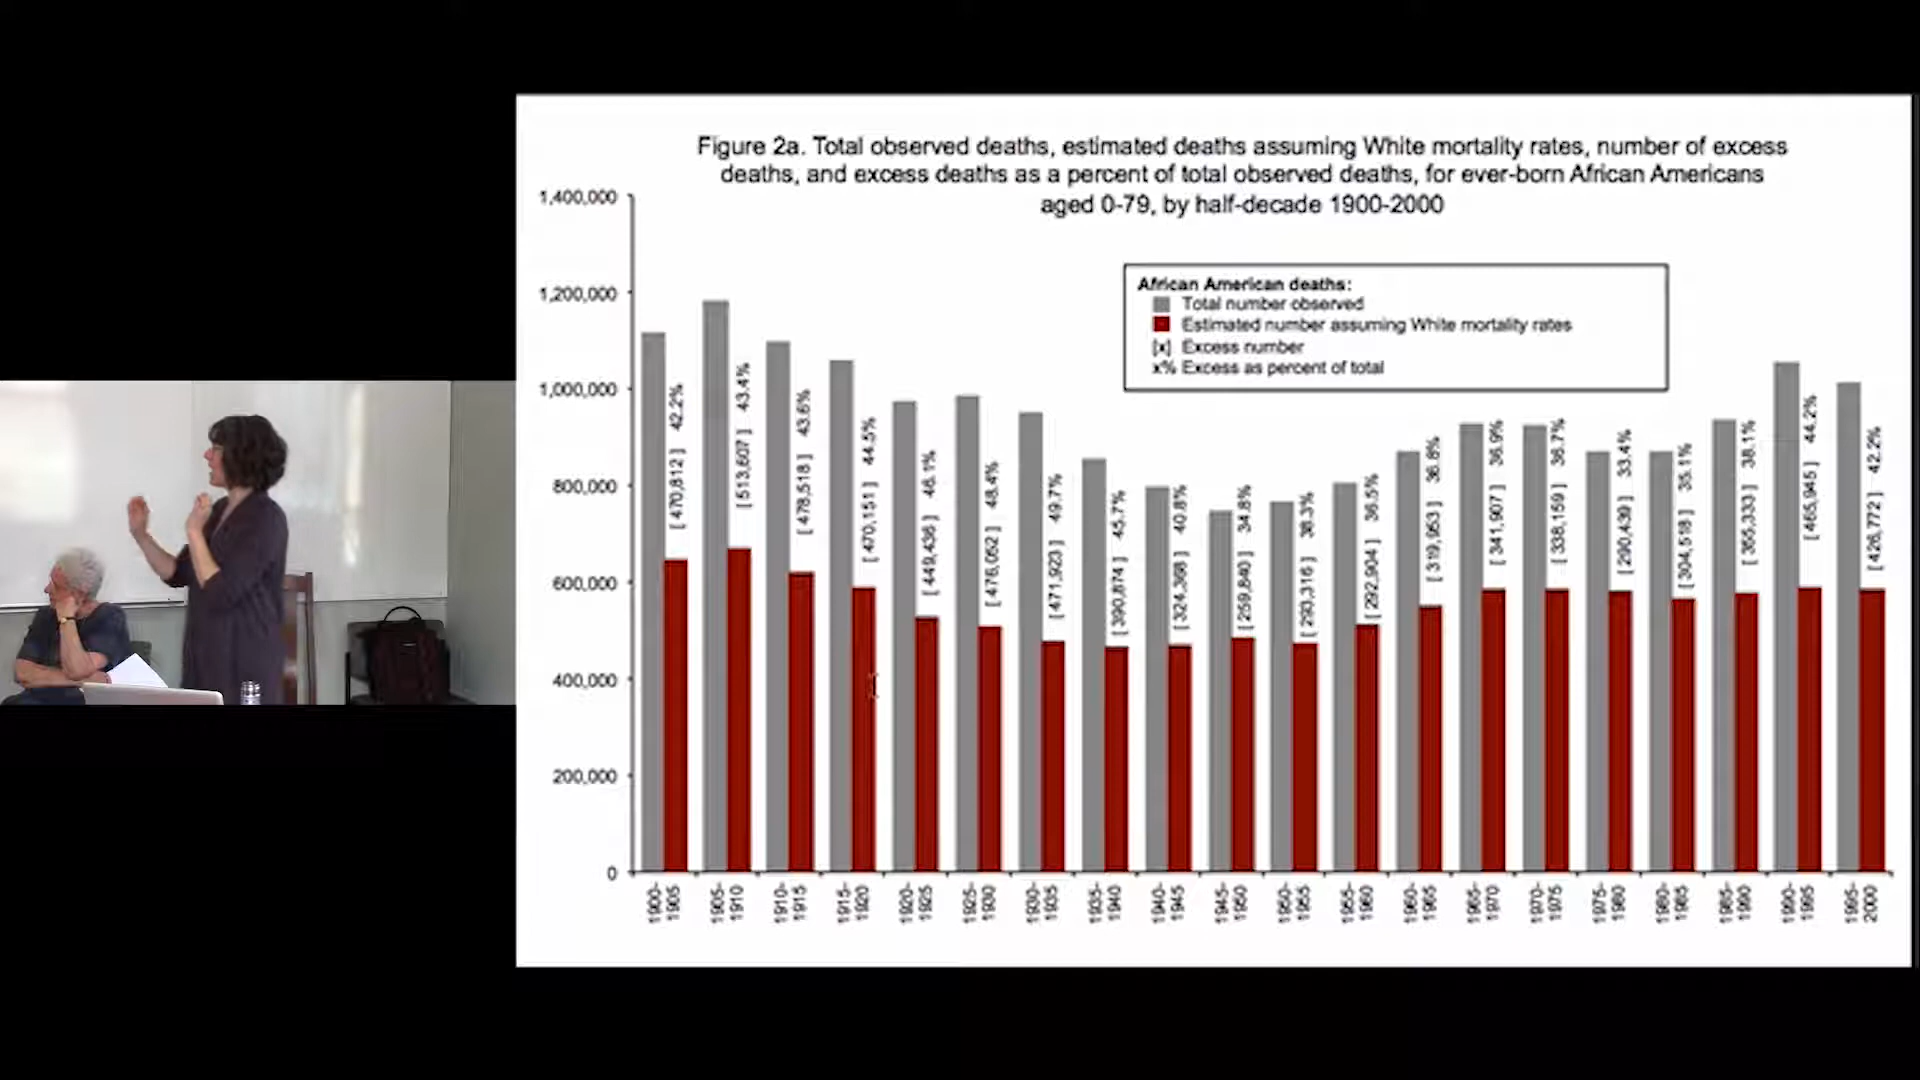 Figure 2a. Total observed deaths, estimated deaths assuming White mortality rates, number of excess
deaths, and excess deaths as a percent of total observed deaths, for ever-born African Americans
aged 0-79, by half-decade 1900-2000
1,400,000
1,200,000
1,000,000
800,000
600,000
400,000
200,000
0
African American deaths:
Total number observed
Estimated number assuming White mortality rates
[x] Excess number
x% Excess as percent of total
[ 470,812 ] 42.2%
[ 513,607 ] 43.4%
[ 478,518 ] 43.6%
[ 470,151 ] 44.5%
[ 449,436 ] 46.1%
[ 476,052 ] 48.4%
[ 471,923 ] 49.7%
[ 390,874 ] 45.7%
[ 324,368 ] 40.8%
[ 259,840 ] 34.8%
[ 293,316 ] 38.3%
[ 292,904 ] 36.5%
[ 319,953 ] 36.8%
[ 341,907 ] 36.9%
[ 338,159 ] 36.7%
[ 290,439 ] 33.4%
[ 304,518 ] 35.1%
[ 355,333 ] 38.1%
[ 465,945 ] 44.2%
[ 426,772 ] 42.2%
1900-
1905
1905-
1910
1910-
1915
1915-
1920
1920-
1925
1925-
1930
1930-
1935
1935-
1940
1940-
1945
1945-
1950
1950-
1955
1955-
1960
1960-
1965
1965-
1970
1970-
1975
1975-
1980
1980-
1985
1985-
1990
1990-
1995
1995-
2000